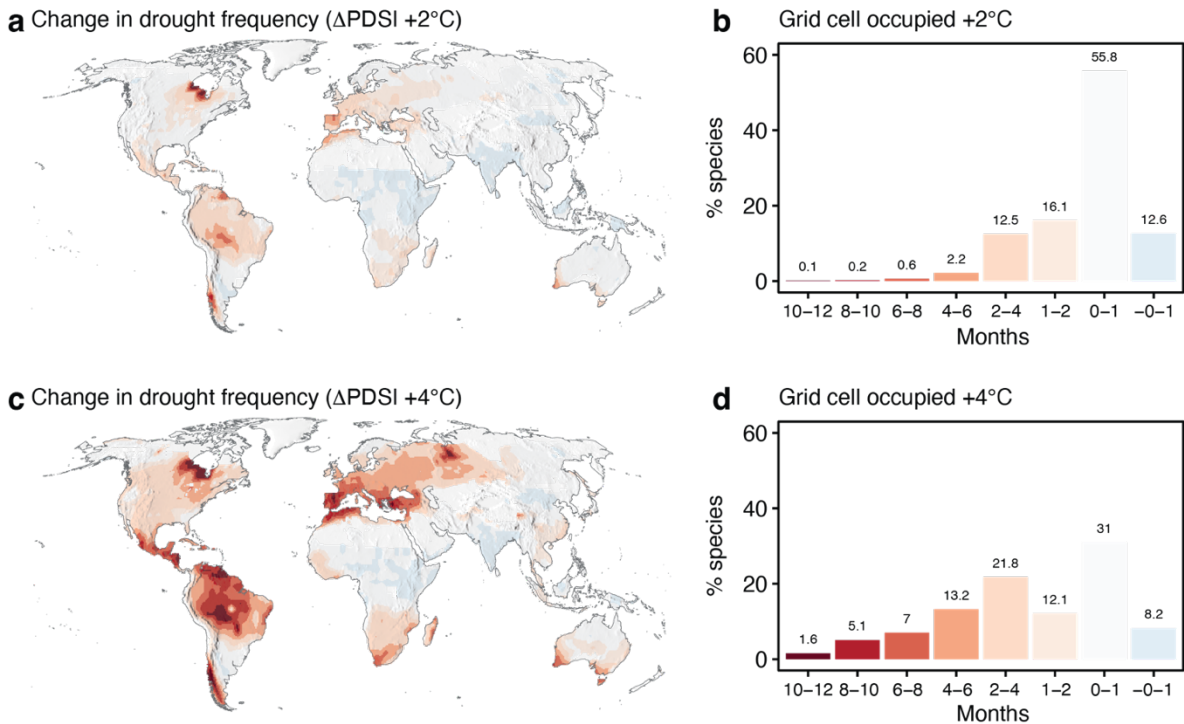 a Change in drought frequency (ΔPDSI +2°C)
b Grid cell occupied +2°C
% species
60
40
20
0
0.1
0.2
0.6
2.2
12.5
16.1
55.8
12.6
10−12 8−10 6−8 4−6 2−4 1−2 0−1 −0−1
Months
c Change in drought frequency (ΔPDSI +4°C)
d Grid cell occupied +4°C
% species
60
40
20
0
1.6
5.1
7
13.2
21.8
12.1
31
8.2
10−12 8−10 6−8 4−6 2−4 1−2 0−1 −0−1
Months